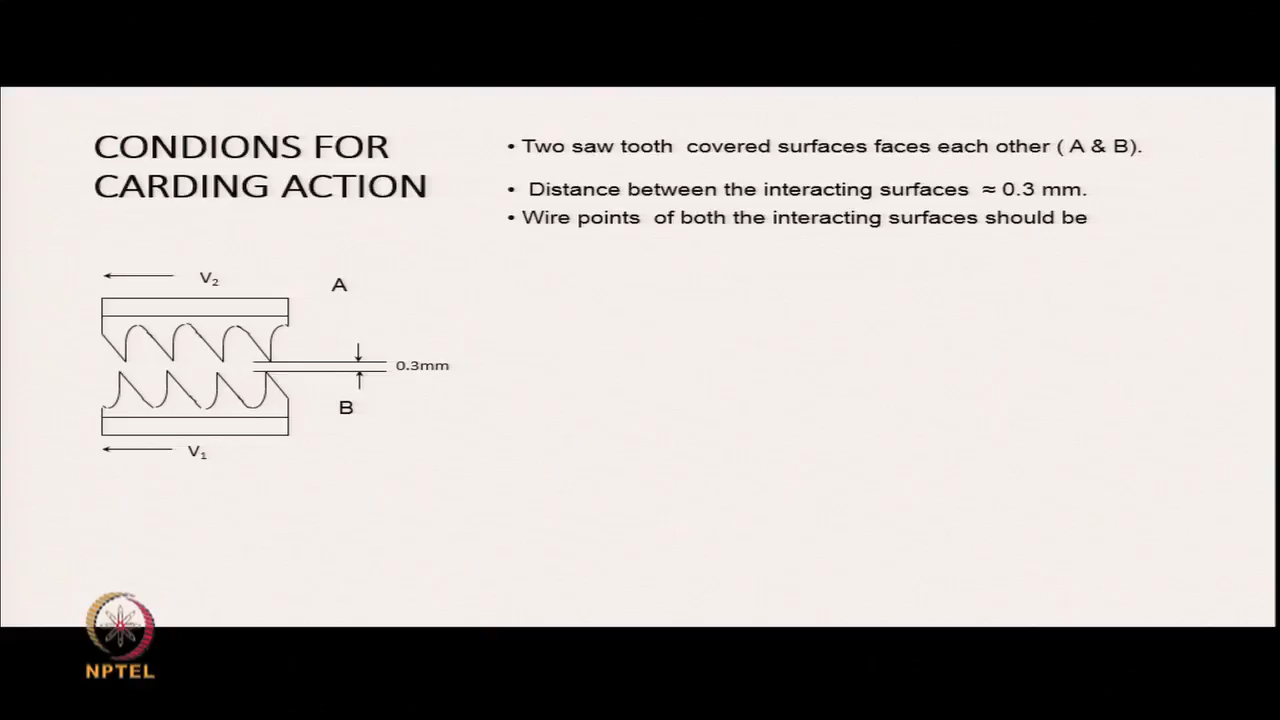 CONDIONS FOR
CARDING ACTION
• Two saw tooth covered surfaces faces each other ( A & B).
• Distance between the interacting surfaces ≈ 0.3 mm.
• Wire points of both the interacting surfaces should be
V₂
A
0.3mm
B
V₁
NPTEL